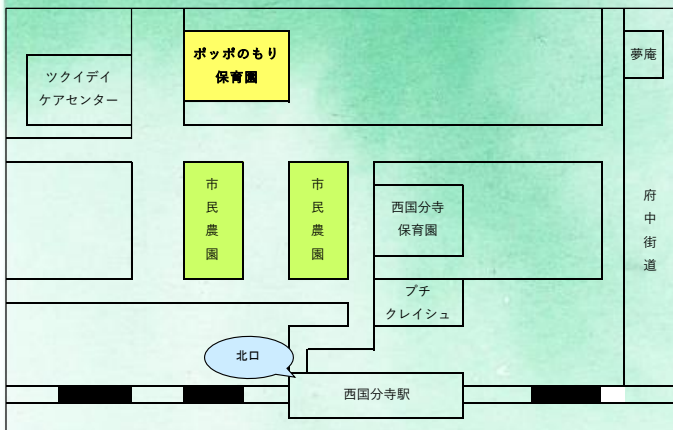 ポッポのもり
保育園
夢庵
ツクイデイ
ケアセンター
市民農園
市民農園
西国分寺
保育園
府中街道
プチ
クレイシュ
北口
西国分寺駅